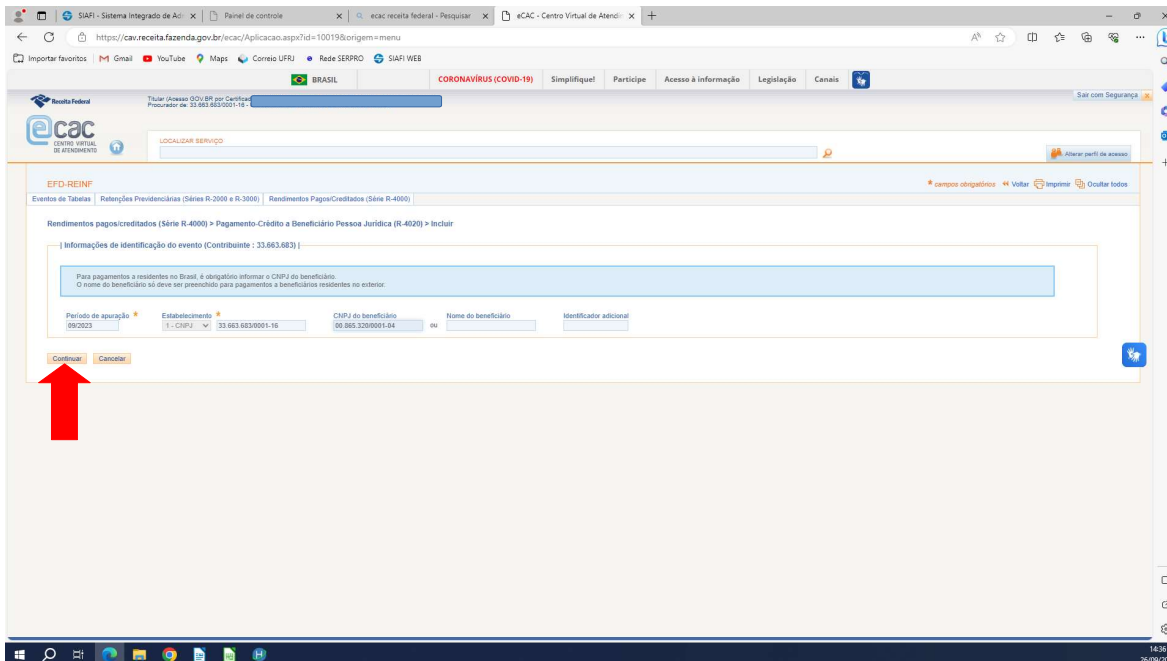 SIAFI - Sistema Integrado de Adm
Painel de controle
ecac receita federal - Pesquisar
eCAC - Centro Virtual de Atendim
https://cav.receita.fazenda.gov.br/ecac/Aplicacao.aspx?id=10019&origem=menu
Importar favoritos Gmail YouTube Maps Correio UFRJ Rede SERPRO SIAFI WEB
BRASIL CORONAVÍRUS (COVID-19) Simplifique! Participe Acesso à informação Legislação Canais
Receita Federal
Titular (Acesso GOV.BR por Certificad
Procurador de: 33.663.683/0001-16 -
Sair com Segurança
ecac
CENTRO VIRTUAL
DE ATENDIMENTO
LOCALIZAR SERVIÇO:
Alterar perfil de acesso
EFD-REINF
* campos obrigatórios Voltar Imprimir Ocultar todos
Eventos de Tabelas Retenções Previdenciárias (Séries R-2000 e R-3000) Rendimentos Pagos/Creditados (Série R-4000)
Rendimentos pagos/creditados (Série R-4000) > Pagamento-Crédito a Beneficiário Pessoa Jurídica (R-4020) > Incluir
| Informações de identificação do evento (Contribuinte : 33.663.683) |
Para pagamentos a residentes no Brasil, é obrigatório informar o CNPJ do beneficiário.
O nome do beneficiário só deve ser preenchido para pagamentos a beneficiários residentes no exterior.
Período de apuração * Estabelecimento * CNPJ do beneficiário Nome do beneficiário Identificador adicional
09/2023 1 - CNPJ 33.663.683/0001-16 00.865.320/0001-04 ou
Continuar Cancelar
14:36